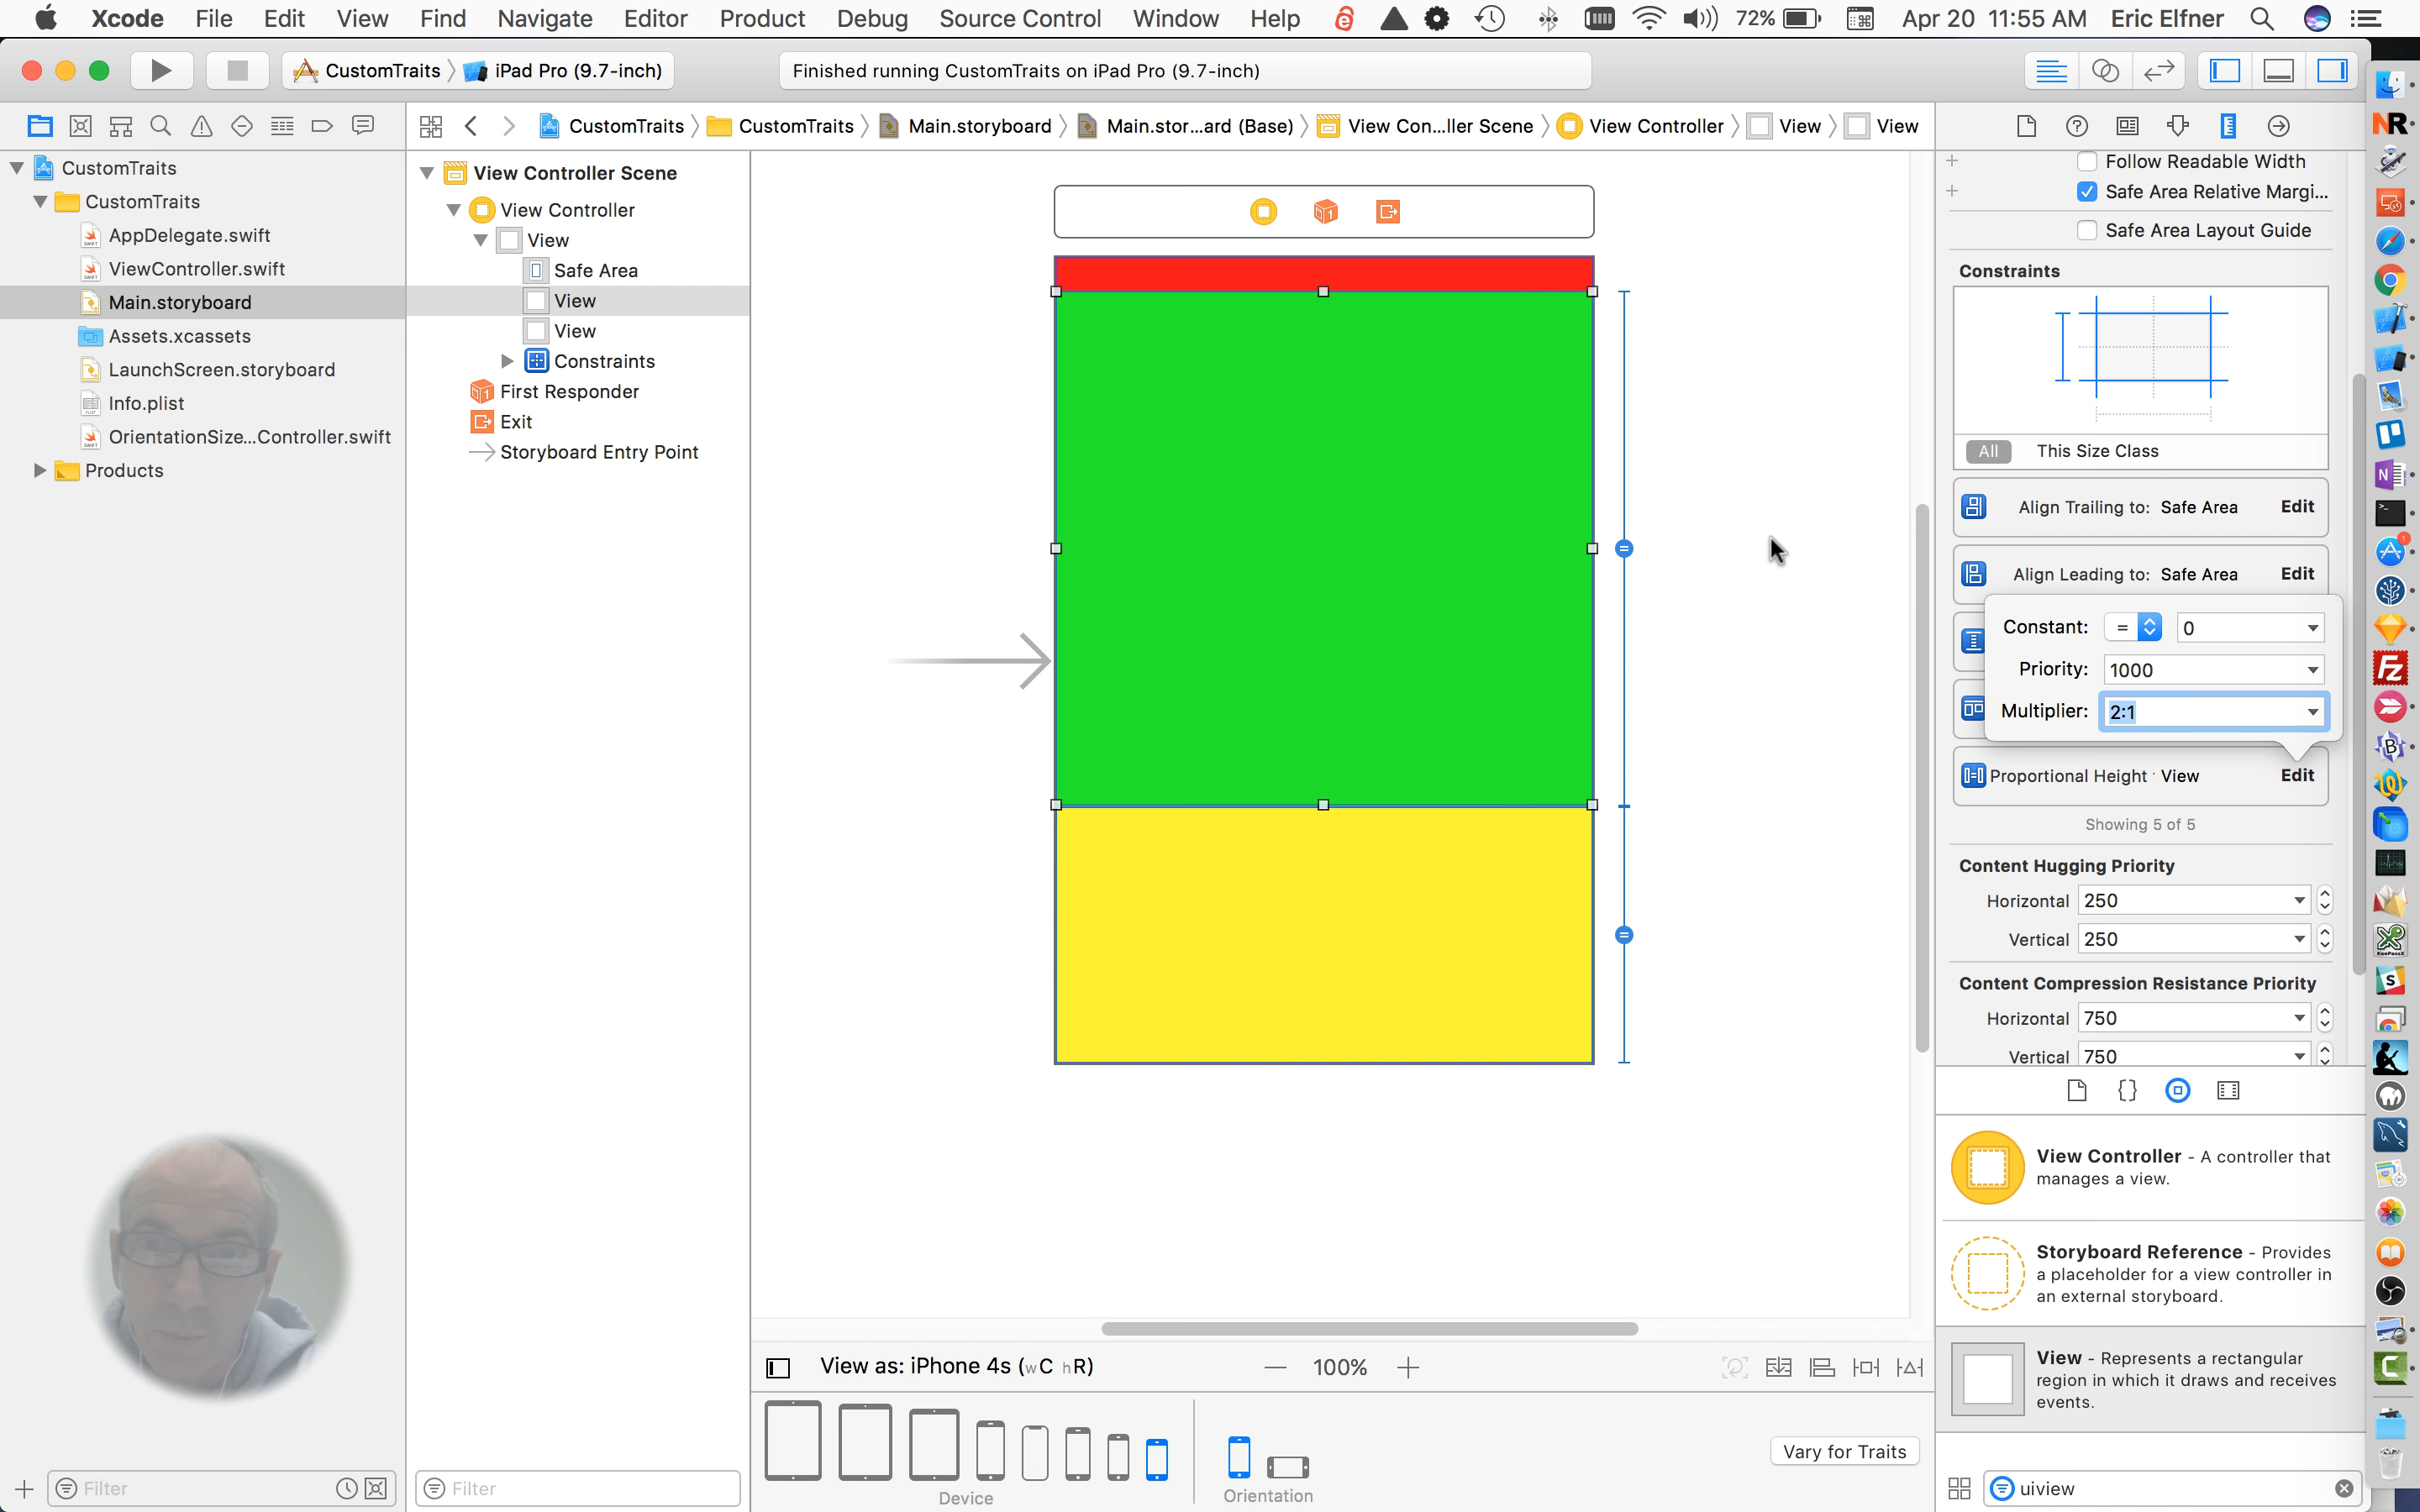 Xcode File Edit View Find Navigate Editor Product Debug Source Control Window Help 72% Apr 20 11:55 AM Eric Elfner
CustomTraits iPad Pro (9.7-inch) Finished running CustomTraits on iPad Pro (9.7-inch)
CustomTraits CustomTraits Main.storyboard Main.stor...ard (Base) View Con...ller Scene View Controller View View
CustomTraits
CustomTraits
AppDelegate.swift
ViewController.swift
Main.storyboard
Assets.xcassets
LaunchScreen.storyboard
Info.plist
OrientationSize...Controller.swift
Products
Filter
View Controller Scene
View Controller
View
Safe Area
View
View
Constraints
First Responder
Exit
Storyboard Entry Point
Filter
View as: iPhone 4s (wC hR)
100%
Device
Orientation
Vary for Traits
Follow Readable Width
Safe Area Relative Margi...
Safe Area Layout Guide
Constraints
All This Size Class
Align Trailing to: Safe Area Edit
Align Leading to: Safe Area Edit
Constant: = 0
Priority: 1000
Multiplier: 2:1
Proportional Height View Edit
Showing 5 of 5
Content Hugging Priority
Horizontal 250
Vertical 250
Content Compression Resistance Priority
Horizontal 750
Vertical 750
View Controller - A controller that
manages a view.
Storyboard Reference - Provides
a placeholder for a view controller in
an external storyboard.
View - Represents a rectangular
region in which it draws and receives
events.
uiview